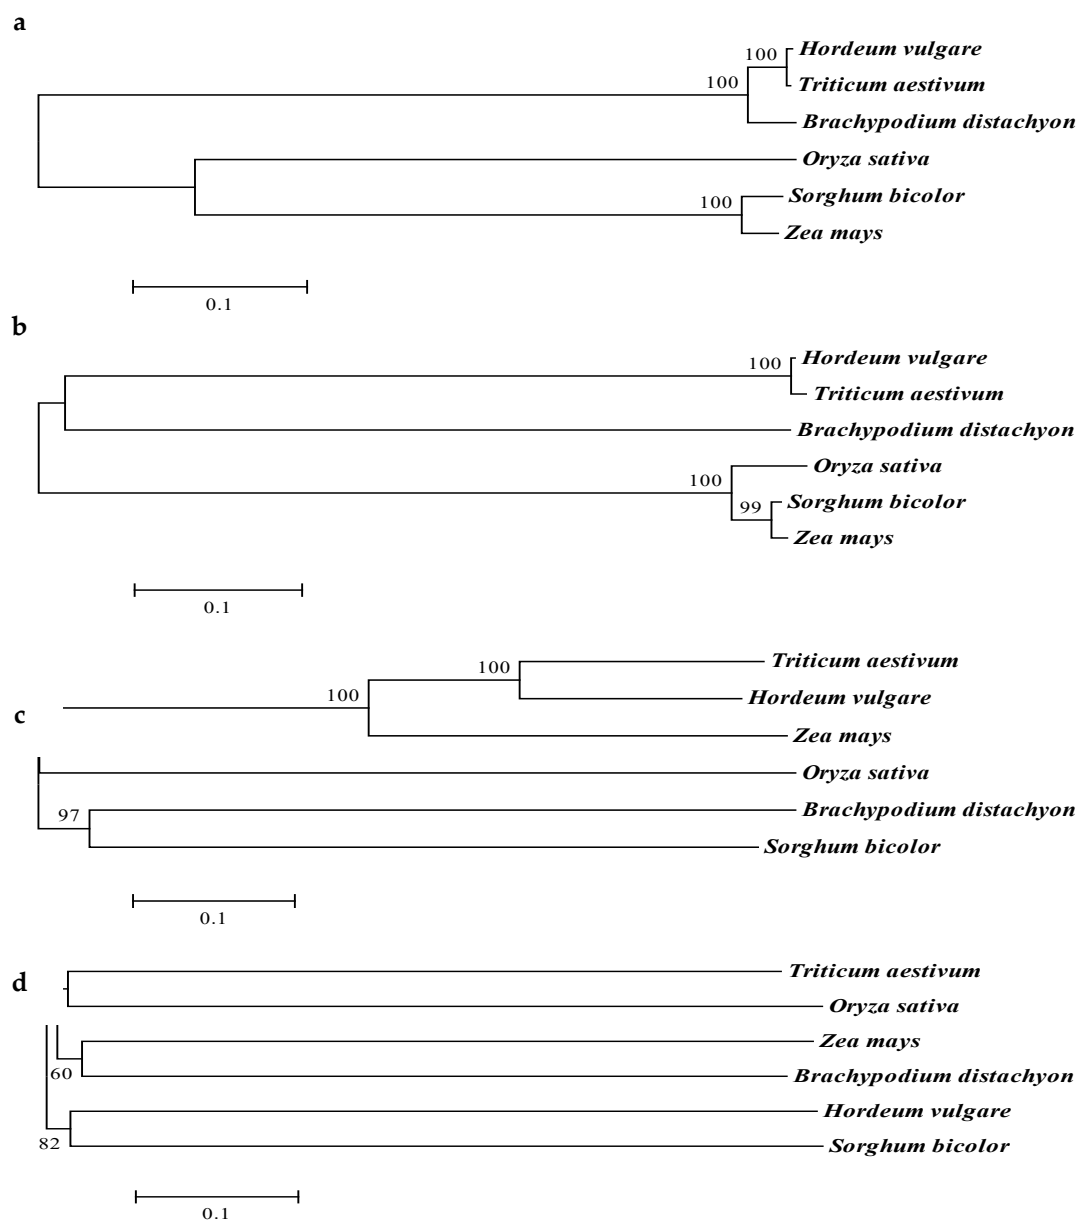 a
Hordeum vulgare
100
Triticum aestivum
100
Brachypodium distachyon
Oryza sativa
Sorghum bicolor
100
Zea mays
0.1
b
Hordeum vulgare
100
Triticum aestivum
Brachypodium distachyon
Oryza sativa
100
Sorghum bicolor
99
Zea mays
0.1
Triticum aestivum
100
100
Hordeum vulgare
c
Zea mays
Oryza sativa
Brachypodium distachyon
97
Sorghum bicolor
0.1
Triticum aestivum
d
Oryza sativa
Zea mays
60
Brachypodium distachyon
Hordeum vulgare
82
Sorghum bicolor
0.1